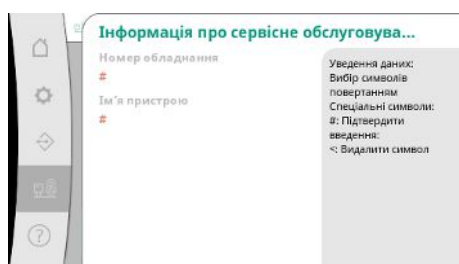 Інформація про сервісне обслуговува...
Номер обладнання
#
Ім'я пристрою
#
Уведення даних:
Вибір символів
повертанням
Спеціальні символи:
#: Підтвердити
введення:
<: Видалити символ
?